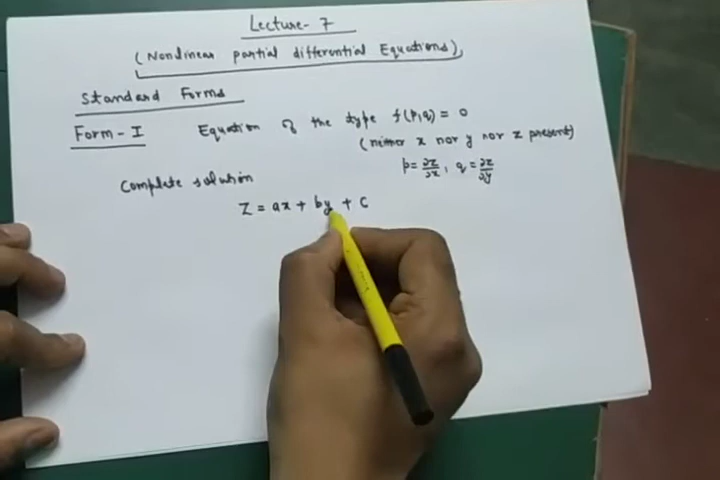 Lecture- 7
(Nonlinear partial differential Equations),
Standard Forms
Form - I Equation of the type f(p,q) = 0
(neither x nor y nor z present)
p = ∂z/∂x , q = ∂z/∂y
Complete solution
z = ax + by + c